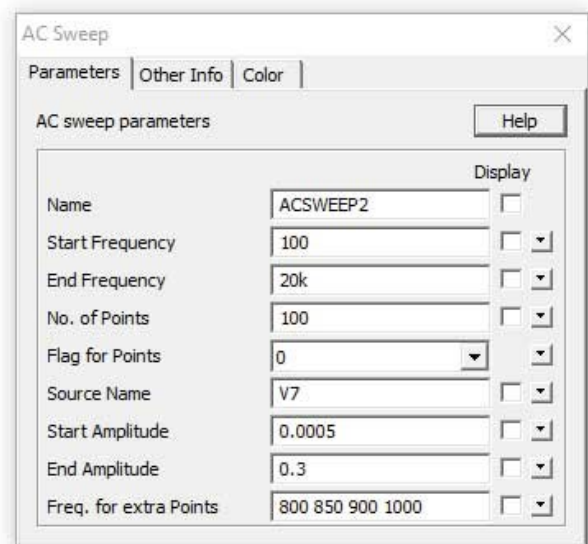 AC Sweep
Parameters Other Info Color
AC sweep parameters Help
Display
Name ACSWEEP2
Start Frequency 100
End Frequency 20k
No. of Points 100
Flag for Points 0
Source Name V7
Start Amplitude 0.0005
End Amplitude 0.3
Freq. for extra Points 800 850 900 1000